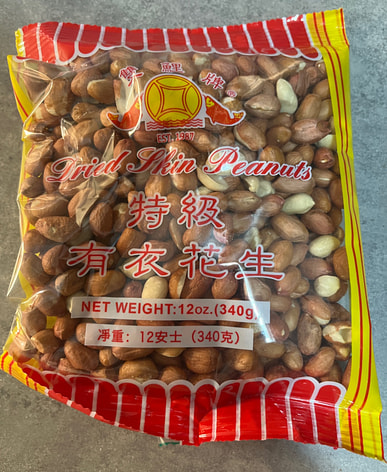 EST. 1987
Dried Skin Peanuts
特級
有衣花生
NET WEIGHT:12oz.(340g)
淨重：12安士（340克）